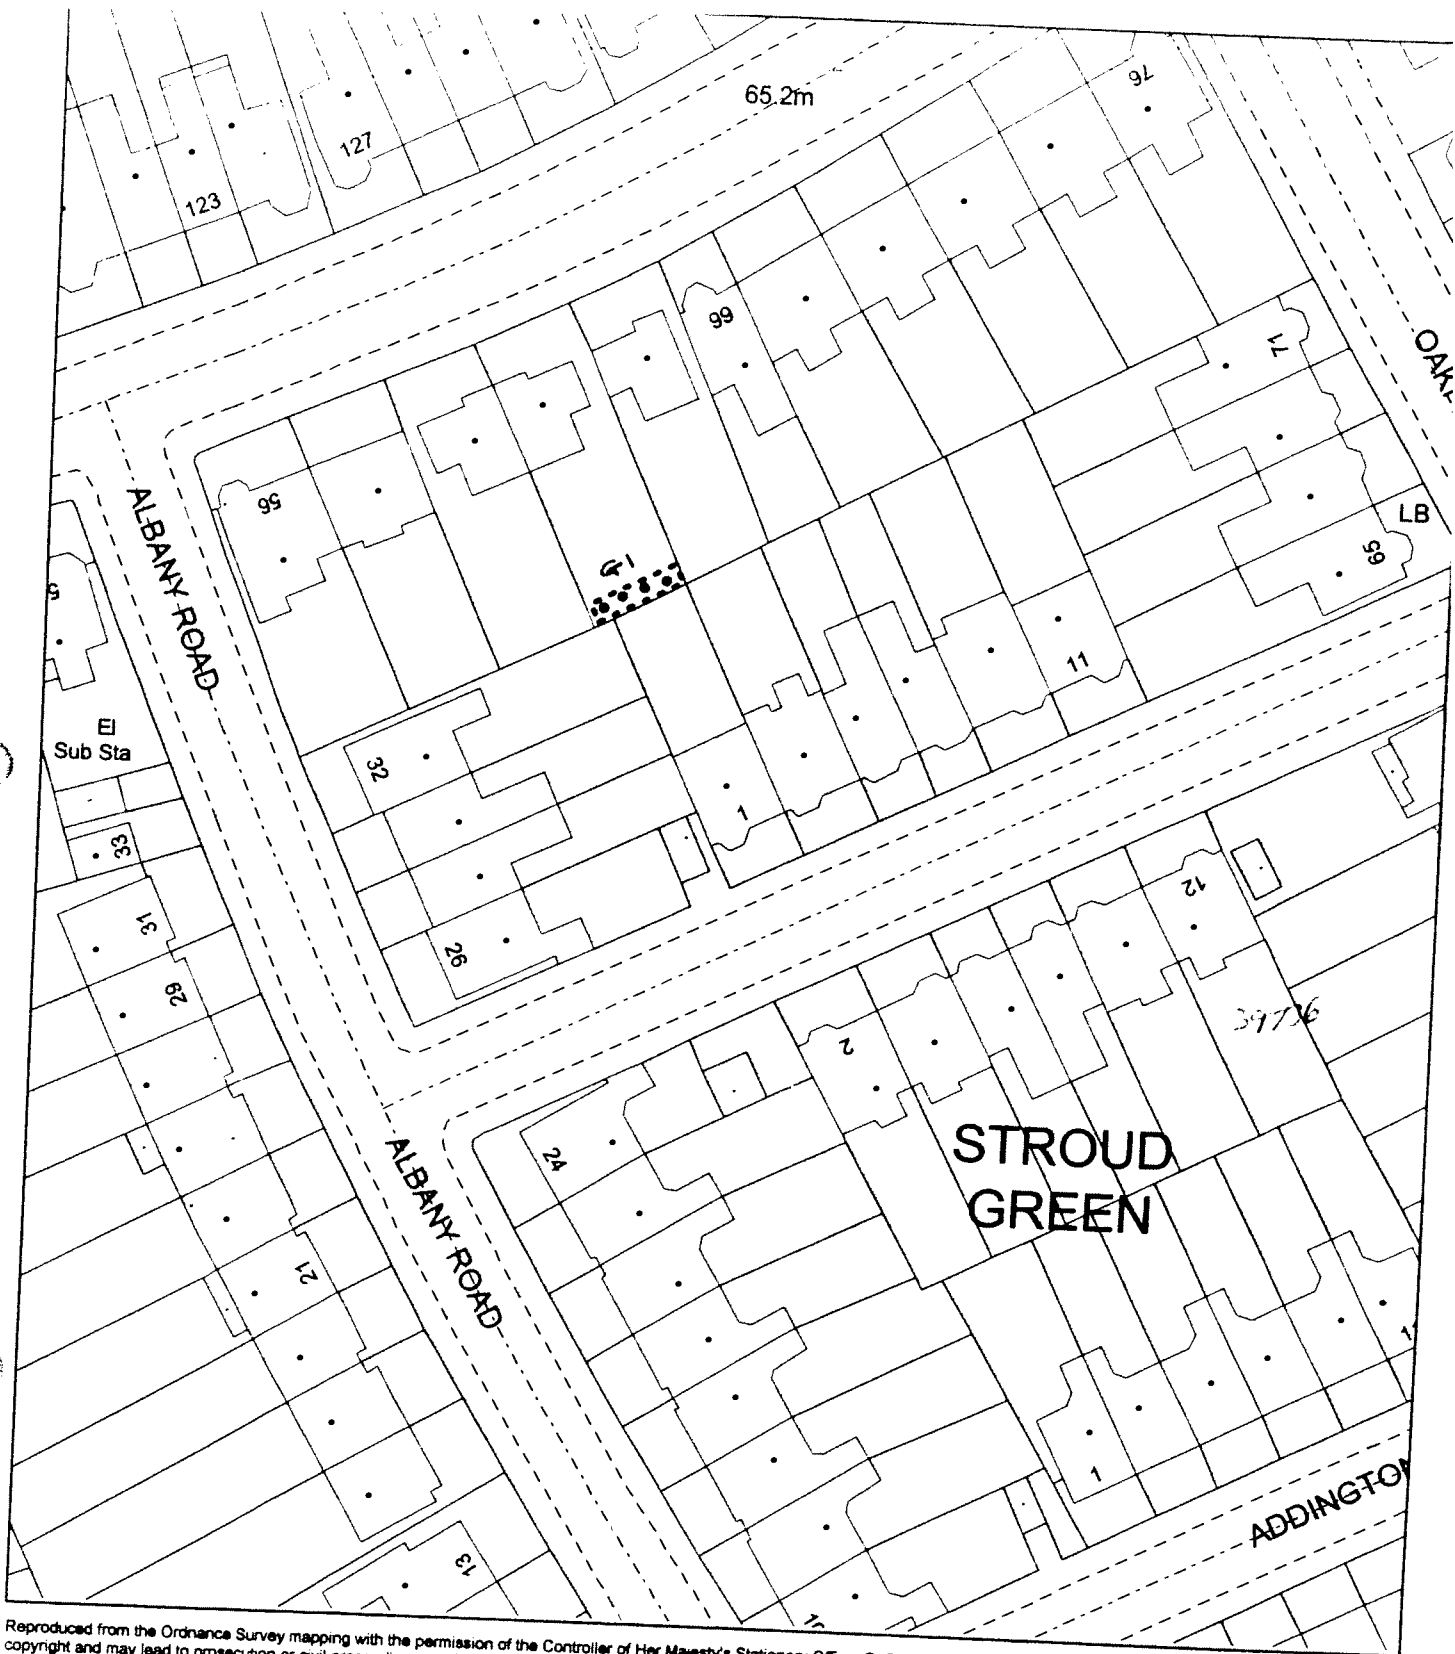 65.2m
76
127
123
99
71
OAK
56
LB
65
G1
ALBANY ROAD
5
11
El
Sub Sta
32
1
33
31
12
26
29
2
39736
24
STROUD
GREEN
ALBANY ROAD
21
1
ADDINGTON
13
Reproduced from the Ordnance Survey mapping with the permission of the Controller of Her Majesty's Stationery
copyright and may lead to prosecution or civil